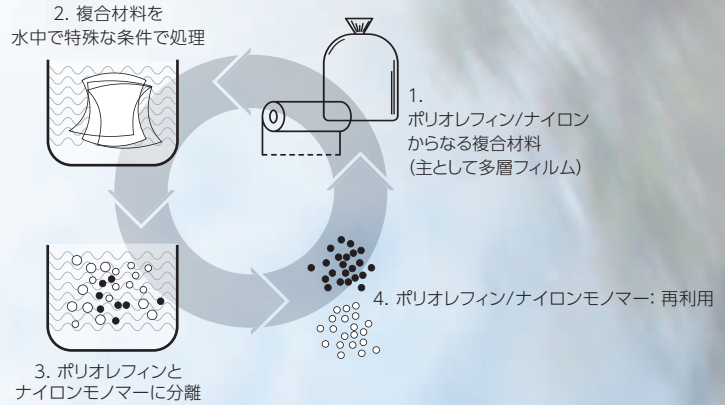 1.
ポリオレフィン/ナイロン
からなる複合材料
(主として多層フィルム)
2. 複合材料を
水中で特殊な条件で処理
3. ポリオレフィンと
ナイロンモノマーに分離
4. ポリオレフィン/ナイロンモノマー: 再利用